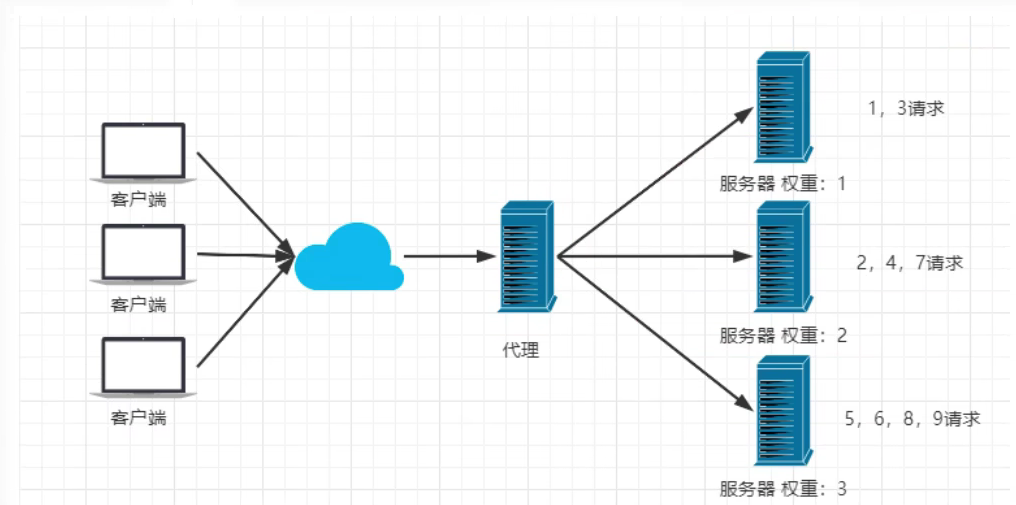 1，3请求
服务器 权重：1
客户端
客户端
客户端
代理
2，4，7请求
服务器 权重：2
5，6，8，9请求
服务器 权重：3